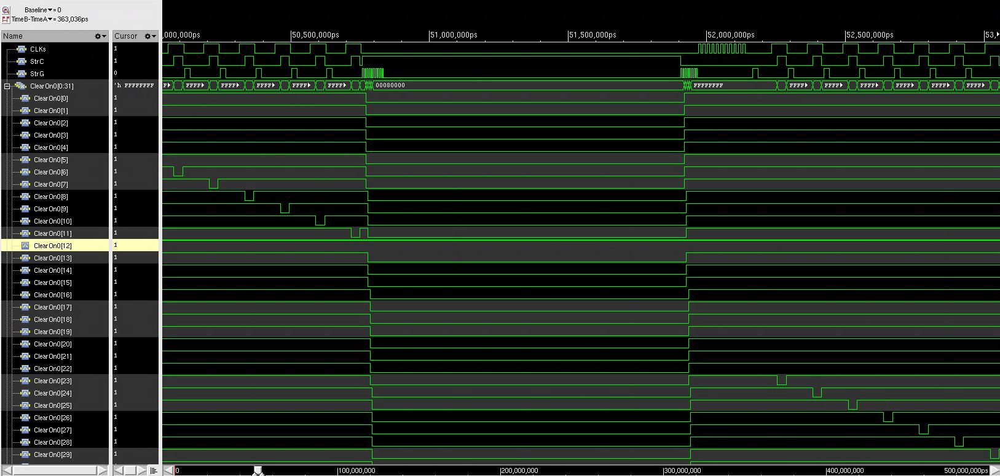 Baseline▼= 0
TimeB-TimeA▼= 363,036ps
Name Cursor ,000,000ps 50,500,000ps 51,000,000ps 51,500,000ps 52,000,000ps 52,500,000ps 53,
CLKs 1
StrC 1
StrG 0
ClearOn0[0:31] 'h FFFFFFFF F FFFF FFFF FFFF FFFF FFFF 00080000 FFFFFFFF FFFF FFFF FFFF FFFF FFFF FFFF
ClearOn0[0] 1
ClearOn0[1] 1
ClearOn0[2] 1
ClearOn0[3] 1
ClearOn0[4] 1
ClearOn0[5] 1
ClearOn0[6] 1
ClearOn0[7] 1
ClearOn0[8] 1
ClearOn0[9] 1
ClearOn0[10] 1
ClearOn0[11] 1
ClearOn0[12] 1
ClearOn0[13] 1
ClearOn0[14] 1
ClearOn0[15] 1
ClearOn0[16] 1
ClearOn0[17] 1
ClearOn0[18] 1
ClearOn0[19] 1
ClearOn0[20] 1
ClearOn0[21] 1
ClearOn0[22] 1
ClearOn0[23] 1
ClearOn0[24] 1
ClearOn0[25] 1
ClearOn0[26] 1
ClearOn0[27] 1
ClearOn0[28] 1
ClearOn0[29] 1
0 100,000,000 200,000,000 300,000,000 400,000,000 500,000,000ps